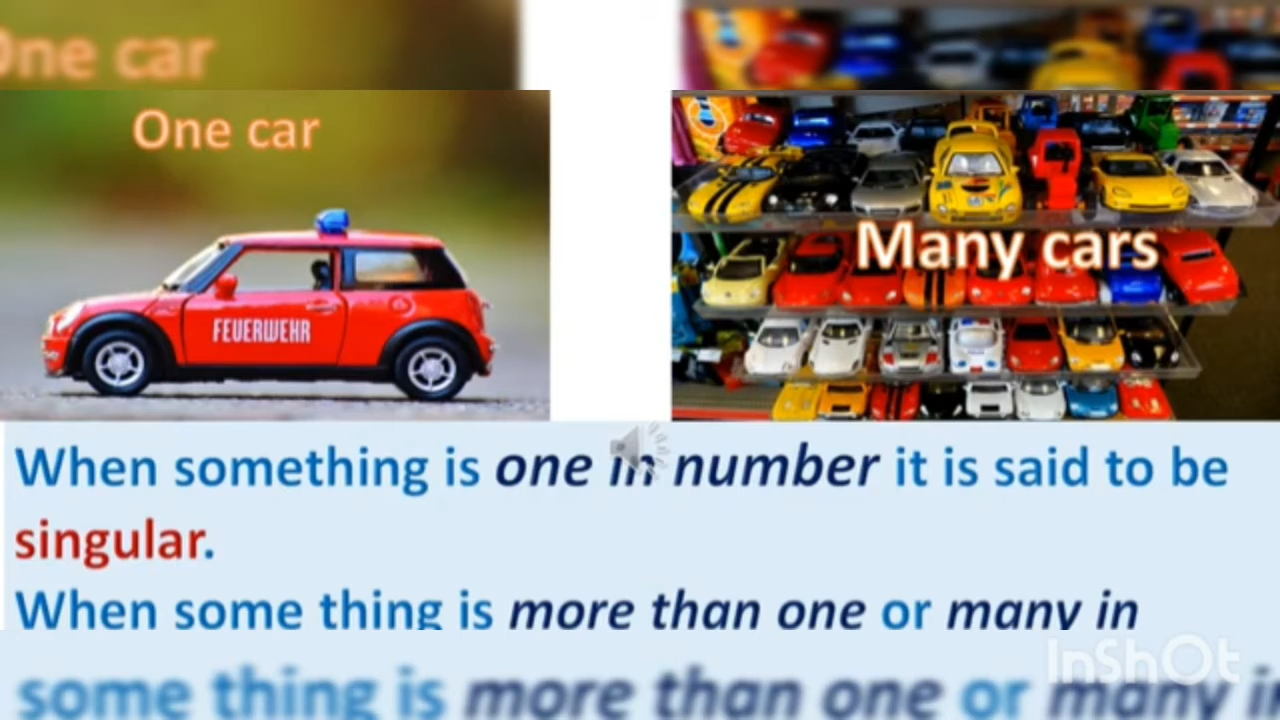 One car
One car
FEUERWEHR
Many cars
When something is one in number it is said to be
singular.
When some thing is more than one or many in
some thing is more than one or many in
InShOt